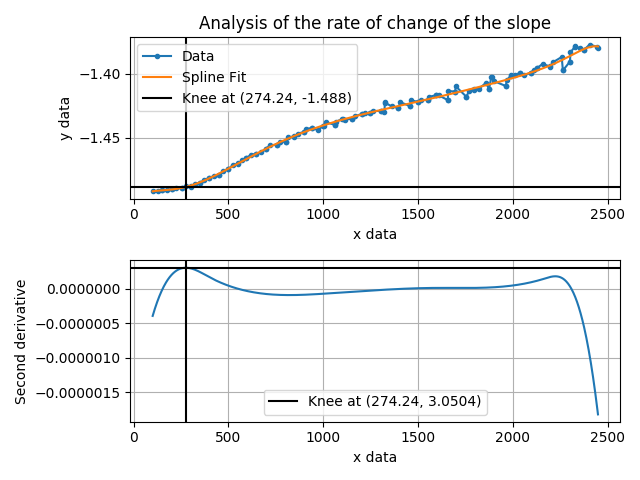 Analysis of the rate of change of the slope
Data
Spline Fit
Knee at (274.24, -1.488)
−1.40
−1.45
y data
0 500 1000 1500 2000 2500
x data
0.0000000
−0.0000005
−0.0000010
−0.0000015
Second derivative
Knee at (274.24, 3.0504)
0 500 1000 1500 2000 2500
x data